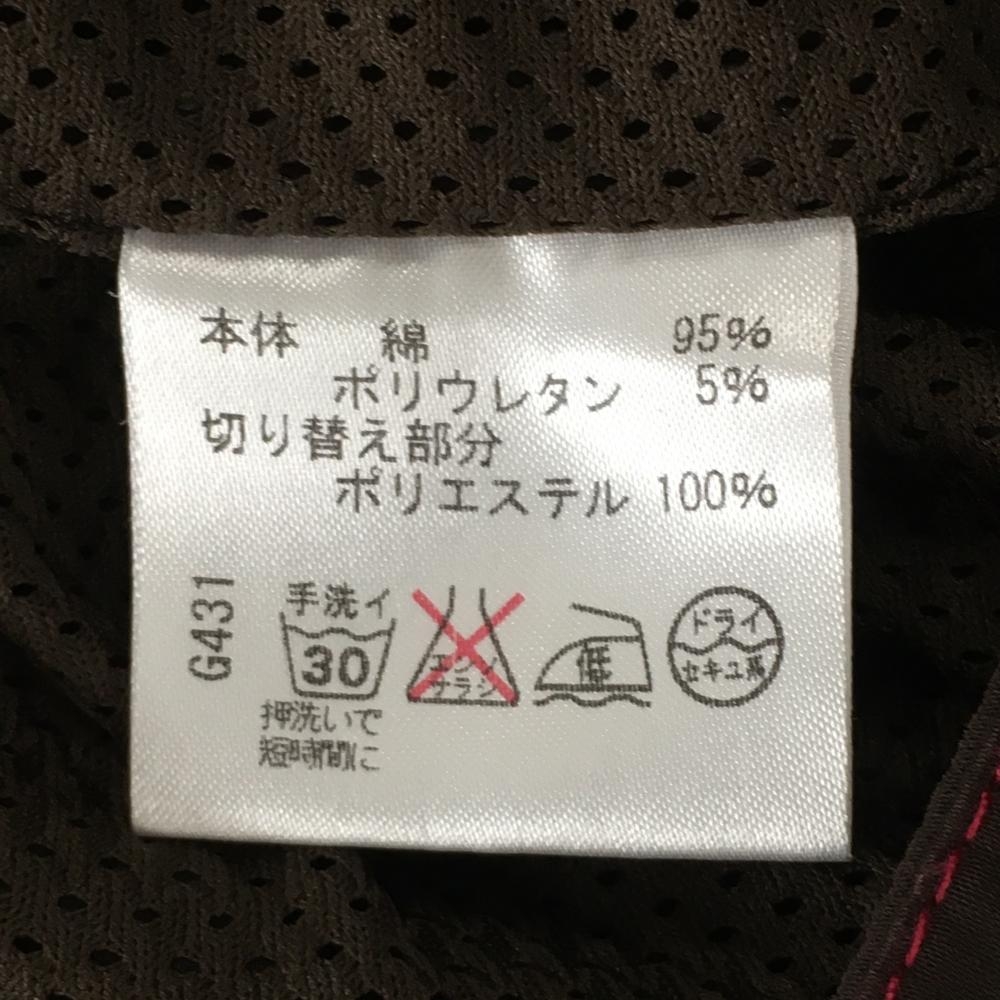 本体 綿 95%
ポリウレタン 5%
切り替え部分
ポリエステル 100%
G431
手洗イ
30
押洗いで
短時間に
エンソ
サラシ
低
ドライ
セキユ系